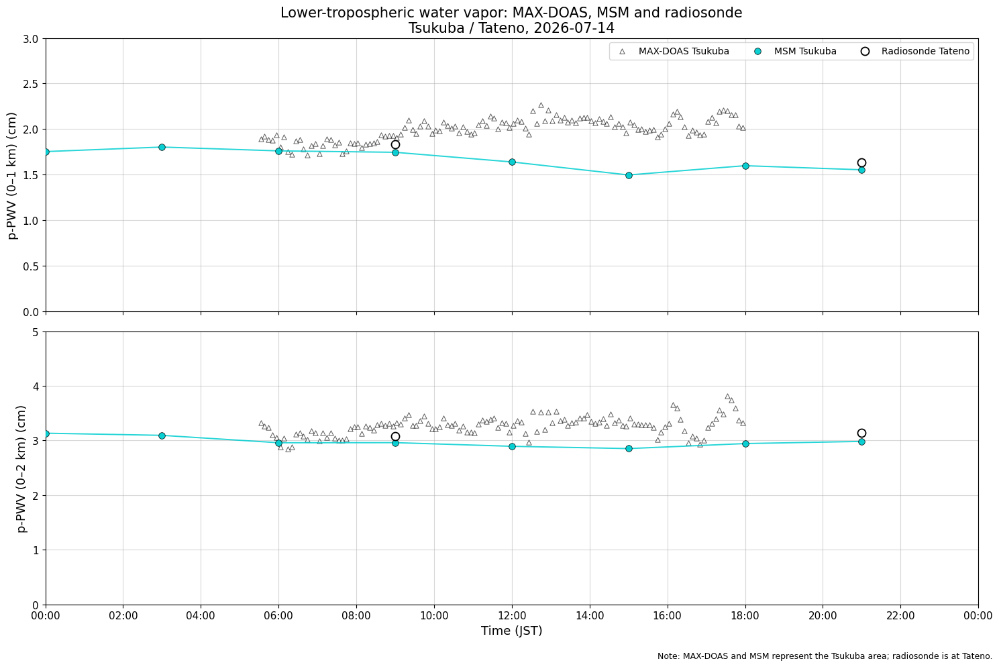 Lower-tropospheric water vapor: MAX-DOAS, MSM and radiosonde
Tsukuba / Tateno, 2026-07-14
MAX-DOAS Tsukuba
MSM Tsukuba
Radiosonde Tateno
p-PWV (0–1 km) (cm)
3.0
2.5
2.0
1.5
1.0
0.5
0.0
p-PWV (0–2 km) (cm)
5
4
3
2
1
0
00:00 02:00 04:00 06:00 08:00 10:00 12:00 14:00 16:00 18:00 20:00 22:00 00:00
Time (JST)
Note: MAX-DOAS and MSM represent the Tsukuba area; radiosonde is at Tateno.